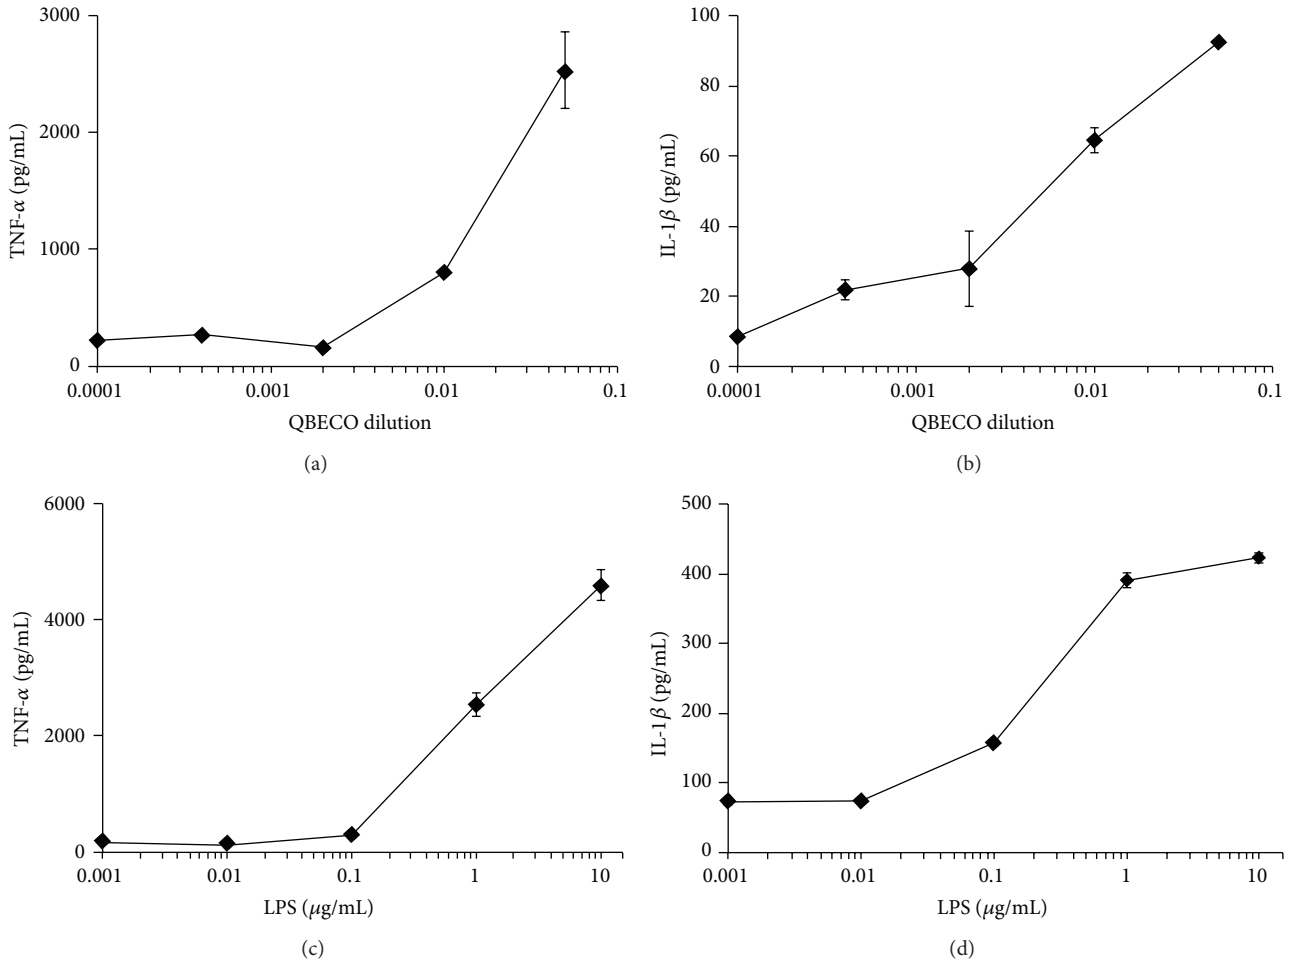 3000
2000
1000
0
TNF-α (pg/mL)
0.0001 0.001 0.01 0.1
QBECO dilution
(a)
100
80
60
40
20
0
IL-1β (pg/mL)
0.0001 0.001 0.01 0.1
QBECO dilution
(b)
6000
4000
2000
0
TNF-α (pg/mL)
0.001 0.01 0.1 1 10
LPS (μg/mL)
(c)
500
400
300
200
100
0
IL-1β (pg/mL)
0.001 0.01 0.1 1 10
LPS (μg/mL)
(d)